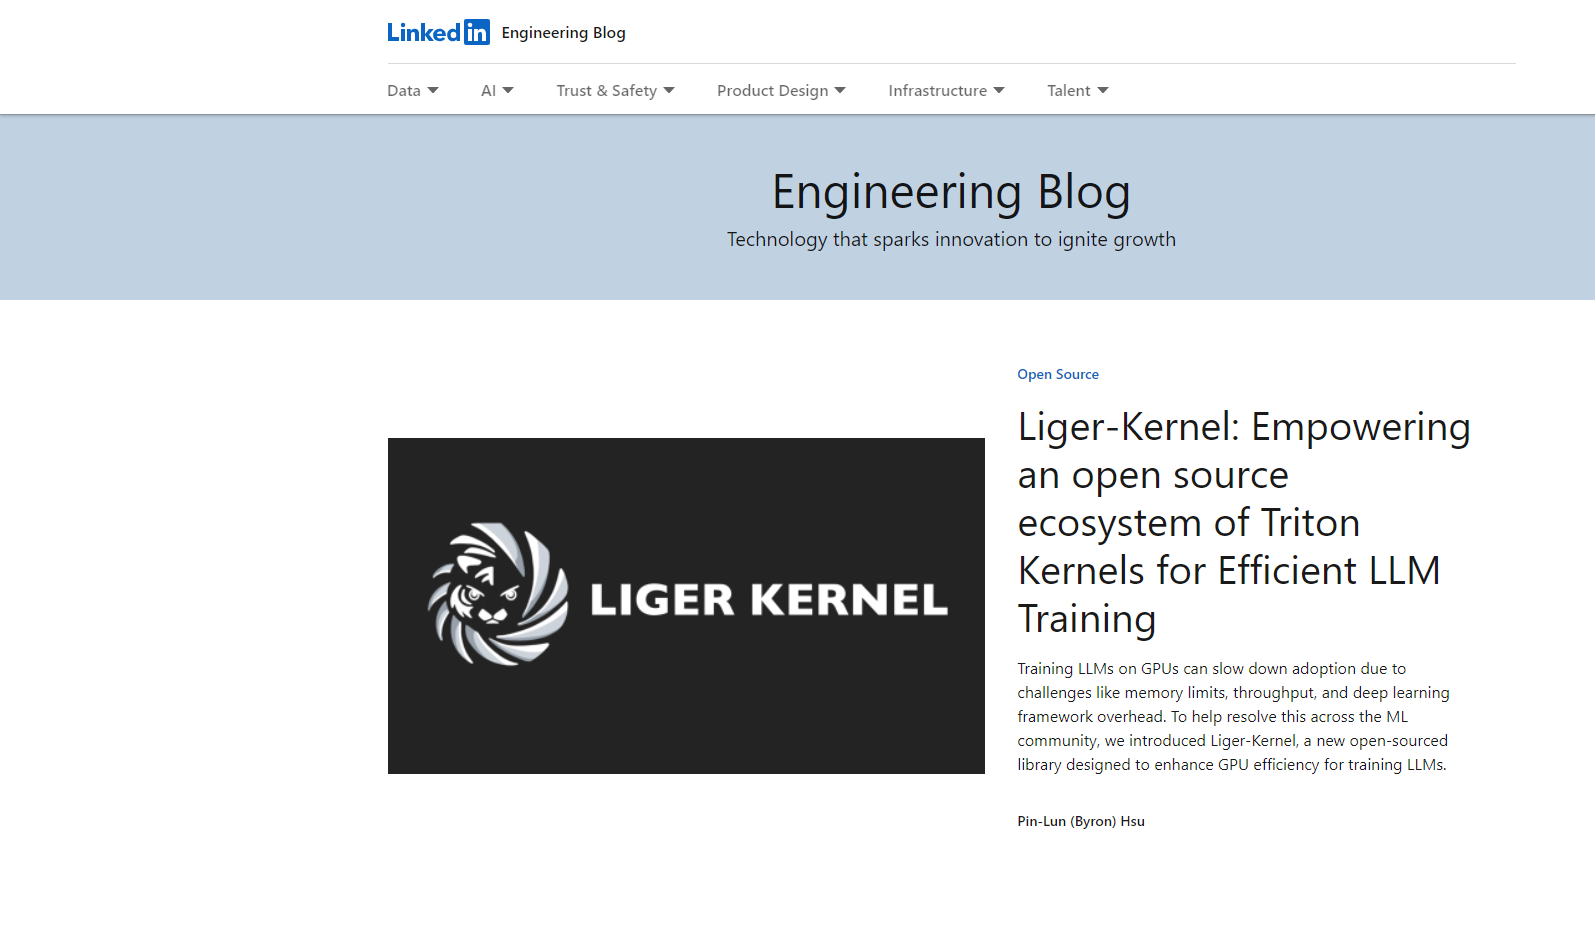 LinkedIn Engineering Blog
Data AI Trust & Safety Product Design Infrastructure Talent
Engineering Blog
Technology that sparks innovation to ignite growth
LIGER KERNEL
Open Source
Liger-Kernel: Empowering
an open source
ecosystem of Triton
Kernels for Efficient LLM
Training
Training LLMs on GPUs can slow down adoption due to
challenges like memory limits, throughput, and deep learning
framework overhead. To help resolve this across the ML
community, we introduced Liger-Kernel, a new open-sourced
library designed to enhance GPU efficiency for training LLMs.
Pin-Lun (Byron) Hsu